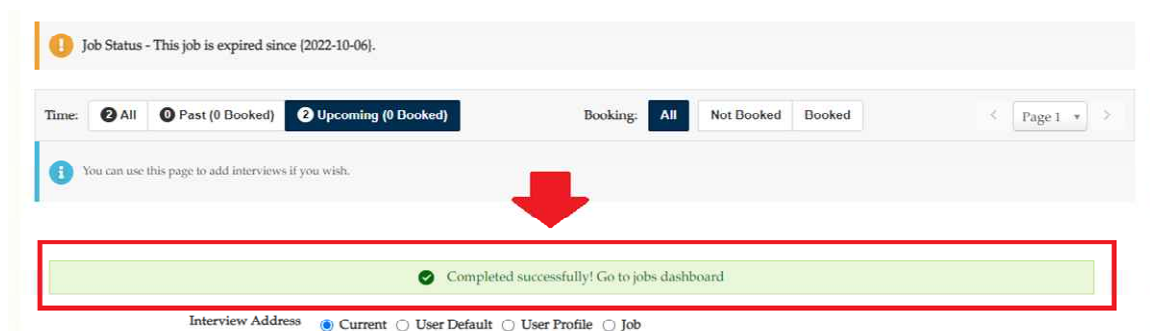 Job Status - This job is expired since {2022-10-06}.
Time: 2 All 0 Past (0 Booked) 2 Upcoming (0 Booked) Booking: All Not Booked Booked < Page 1 >
You can use this page to add interviews if you wish.
Completed successfully! Go to jobs dashboard
Interview Address Current User Default User Profile Job